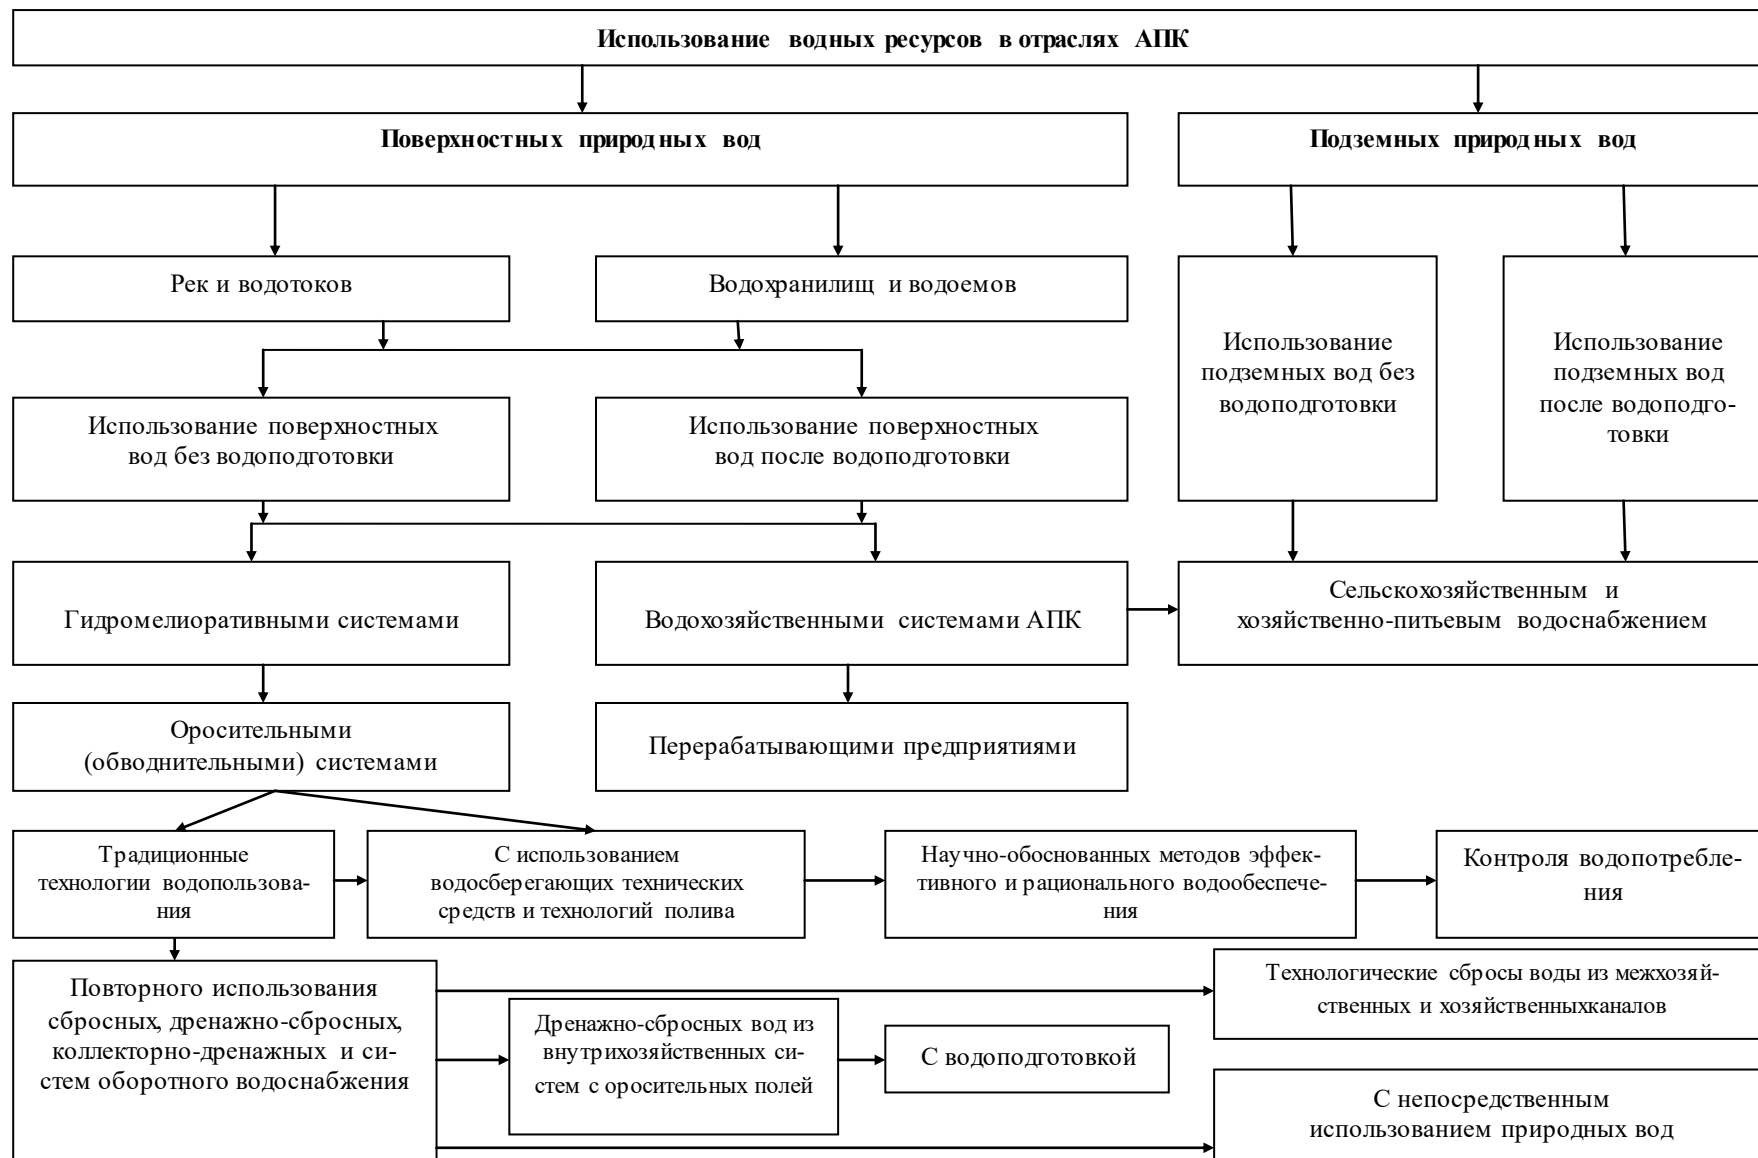 Использование водных ресурсов в отраслях АПК
Поверхностных природных вод
Подземных природных вод
Рек и водотоков
Водохранилищ и водоемов
Использование
подземных вод без
водоподготовки
Использование
подземных вод
после водоподго-
товки
Использование поверхностных
вод без водоподготовки
Использование поверхностных
вод после водоподготовки
Гидромелиоративными системами
Водохозяйственными системами АПК
Сельскохозяйственным и
хозяйственно-питьевым водоснабжением
Оросительными
(обводнительными) системами
Перерабатывающими предприятиями
Традиционные
технологии водопользова-
ния
С использованием
водосберегающих технических
средств и технологий полива
Научно-обоснованных методов эффек-
тивного и рационального водообеспече-
ния
Контроля водопотребле-
ния
Повторного использования
сбросных, дренажно-сбросных,
коллекторно-дренажных и си-
стем оборотного водоснабжения
Технологические сбросы воды из межхозяй-
ственных и хозяйственныхканалов
Дренажно-сбросных вод из
внутрихозяйственных си-
стем с оросительных полей
С водоподготовкой
С непосредственным
использованием природных вод